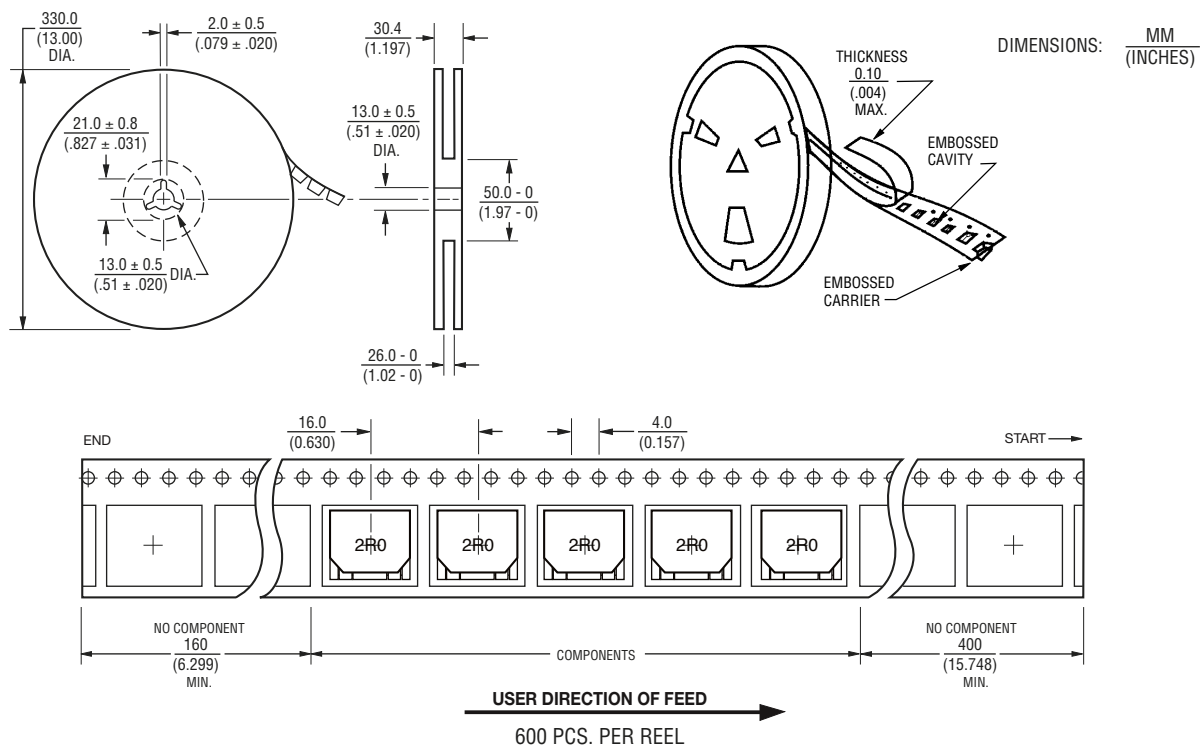 330.0
(13.00)
DIA.
2.0 ± 0.5
(.079 ± .020)
21.0 ± 0.8
(.827 ± .031)
13.0 ± 0.5
(.51 ± .020)
DIA.
30.4
(1.197)
13.0 ± 0.5
(.51 ± .020)
DIA.
50.0 - 0
(1.97 - 0)
26.0 - 0
(1.02 - 0)
THICKNESS
0.10
(.004)
MAX.
EMBOSSED
CAVITY
EMBOSSED
CARRIER
DIMENSIONS:
MM
(INCHES)
16.0
(0.630)
4.0
(0.157)
END
START
2R0
2R0
2R0
2R0
2R0
NO COMPONENT
160
(6.299)
MIN.
COMPONENTS
NO COMPONENT
400
(15.748)
MIN.
USER DIRECTION OF FEED
600 PCS. PER REEL